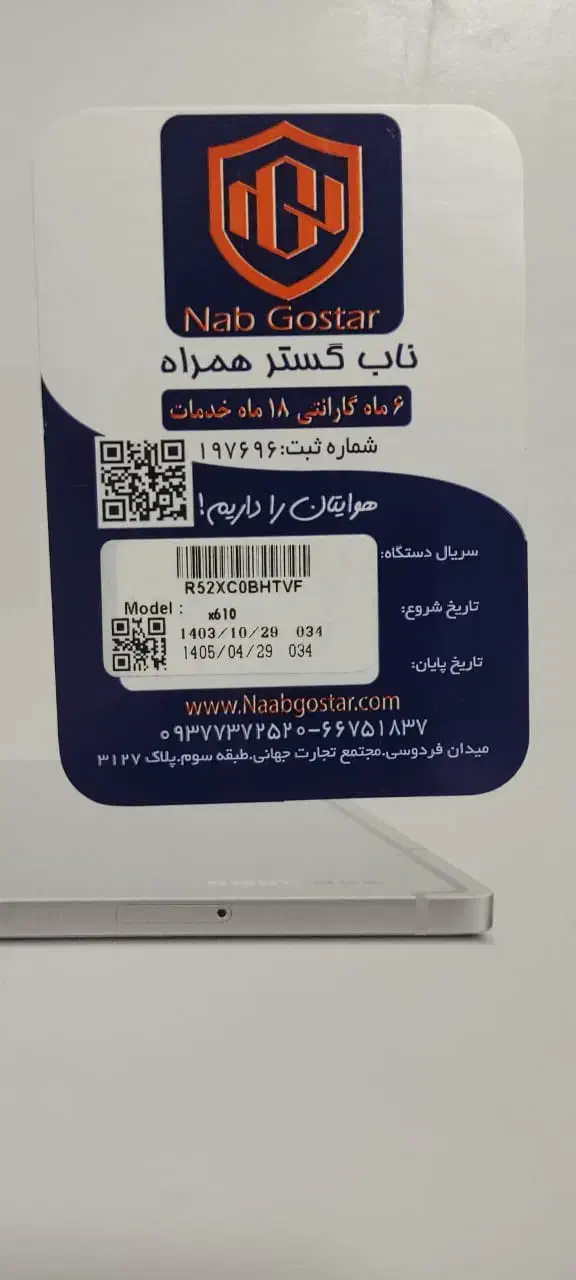 Nab Gostar
ناب گستر همراه
۶ ماه گارانتی ۱۸ ماه خدمات
شماره ثبت: ۱۹۷۶۹۶
هوایتان را داریم!
سریال دستگاه:
R52XC0BHTVF
Model : x610
تاریخ شروع:
1403/10/29 034
تاریخ پایان:
1405/04/29 034
www.Naabgostar.com
۰۹۳۷۷۳۷۲۵۲۰-۶۶۷۵۱۸۳۷
میدان فردوسی.مجتمع تجارت جهانی.طبقه سوم.پلاک ۳۱۲۷